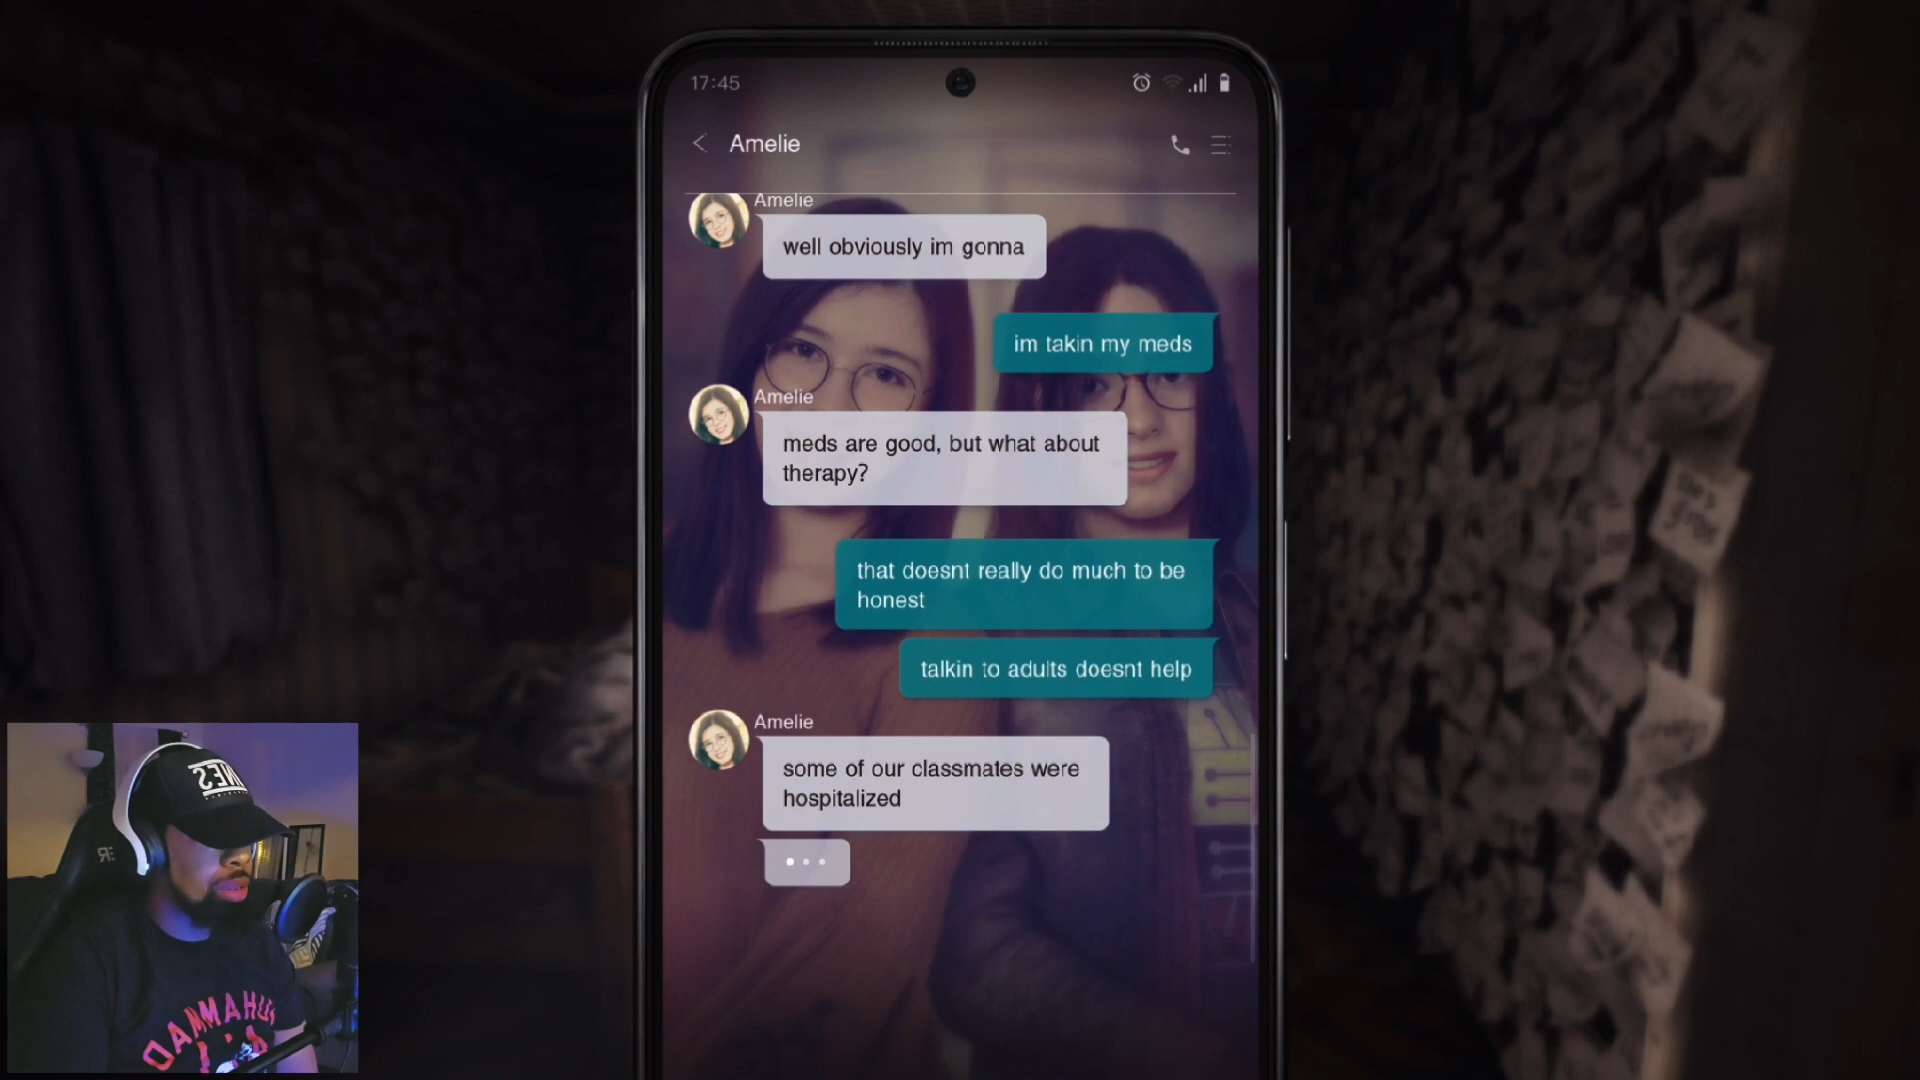 17:45
Amelie
Amelie
well obviously im gonna
im takin my meds
Amelie
meds are good, but what about
therapy?
that doesnt really do much to be
honest
talkin to adults doesnt help
Amelie
some of our classmates were
hospitalized